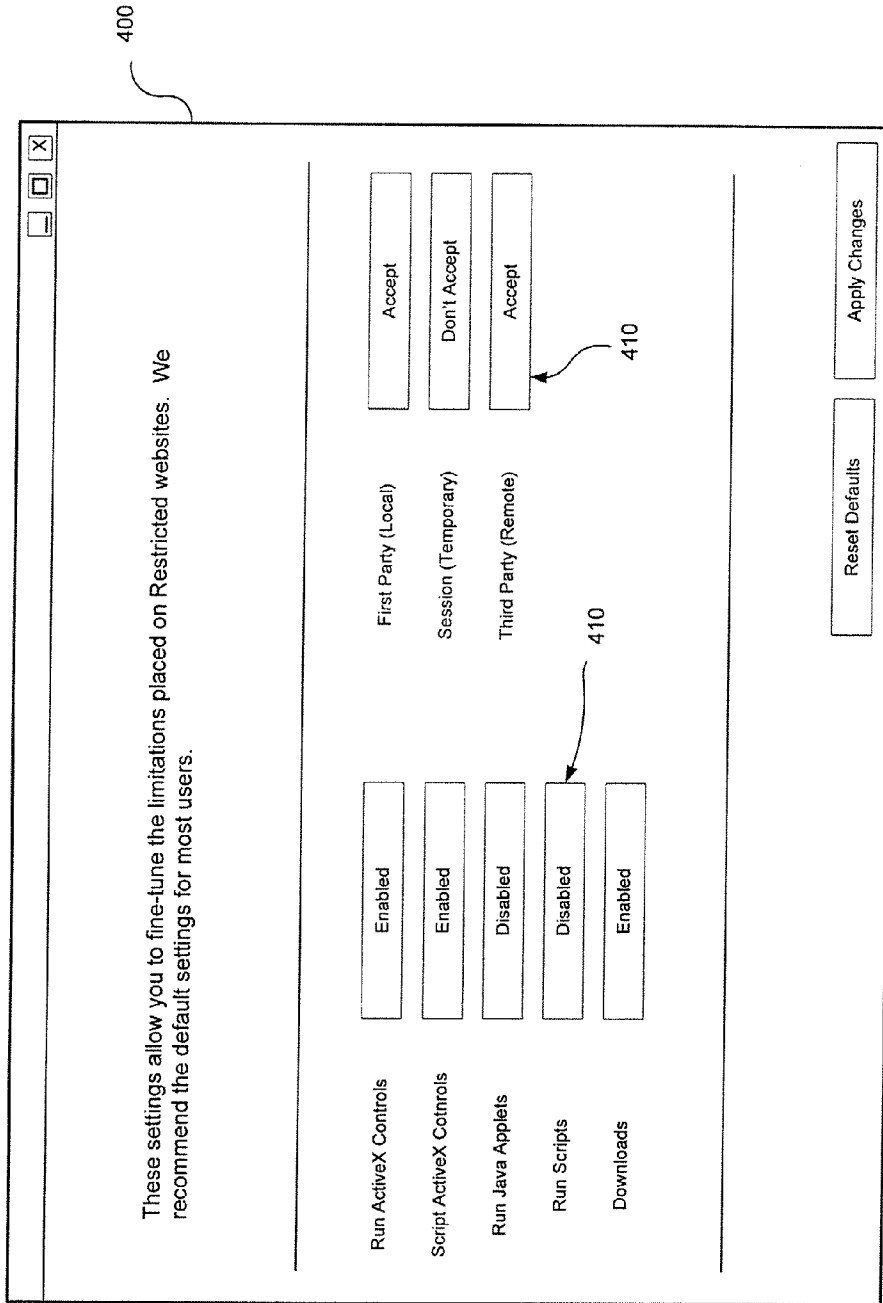 400
X
These settings allow you to fine-tune the limitations placed on Restricted websites. We
recommend the default settings for most users.
Run ActiveX Controls Enabled First Party (Local) Accept
Script ActiveX Cotnrols Enabled Session (Temporary) Don't Accept
Run Java Applets Disabled Third Party (Remote) Accept
Run Scripts Disabled 410 410
Downloads Enabled
Reset Defaults Apply Changes